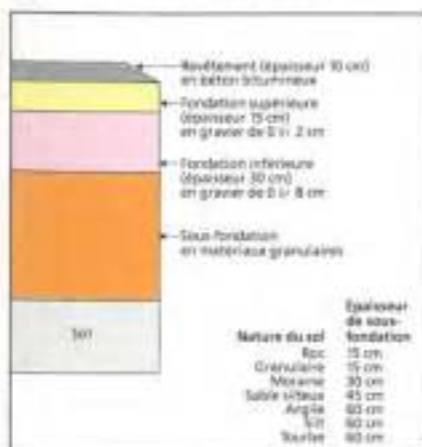 Revêtement (épaisseur 10 cm)
en béton bitumineux
Fondation supérieure
(épaisseur 15 cm)
en gravier de 0 à 2 cm
Fondation inférieure
(épaisseur 30 cm)
en gravier de 0 à 8 cm
Sous-fondation
en matériaux granulaires
Sol
Nature du sol
Epaisseur
de sous-
fondation
Roc 15 cm
Granulaire 15 cm
Moraine 30 cm
Sable silteux 45 cm
Argile 60 cm
Silt 60 cm
Tourbe 60 cm